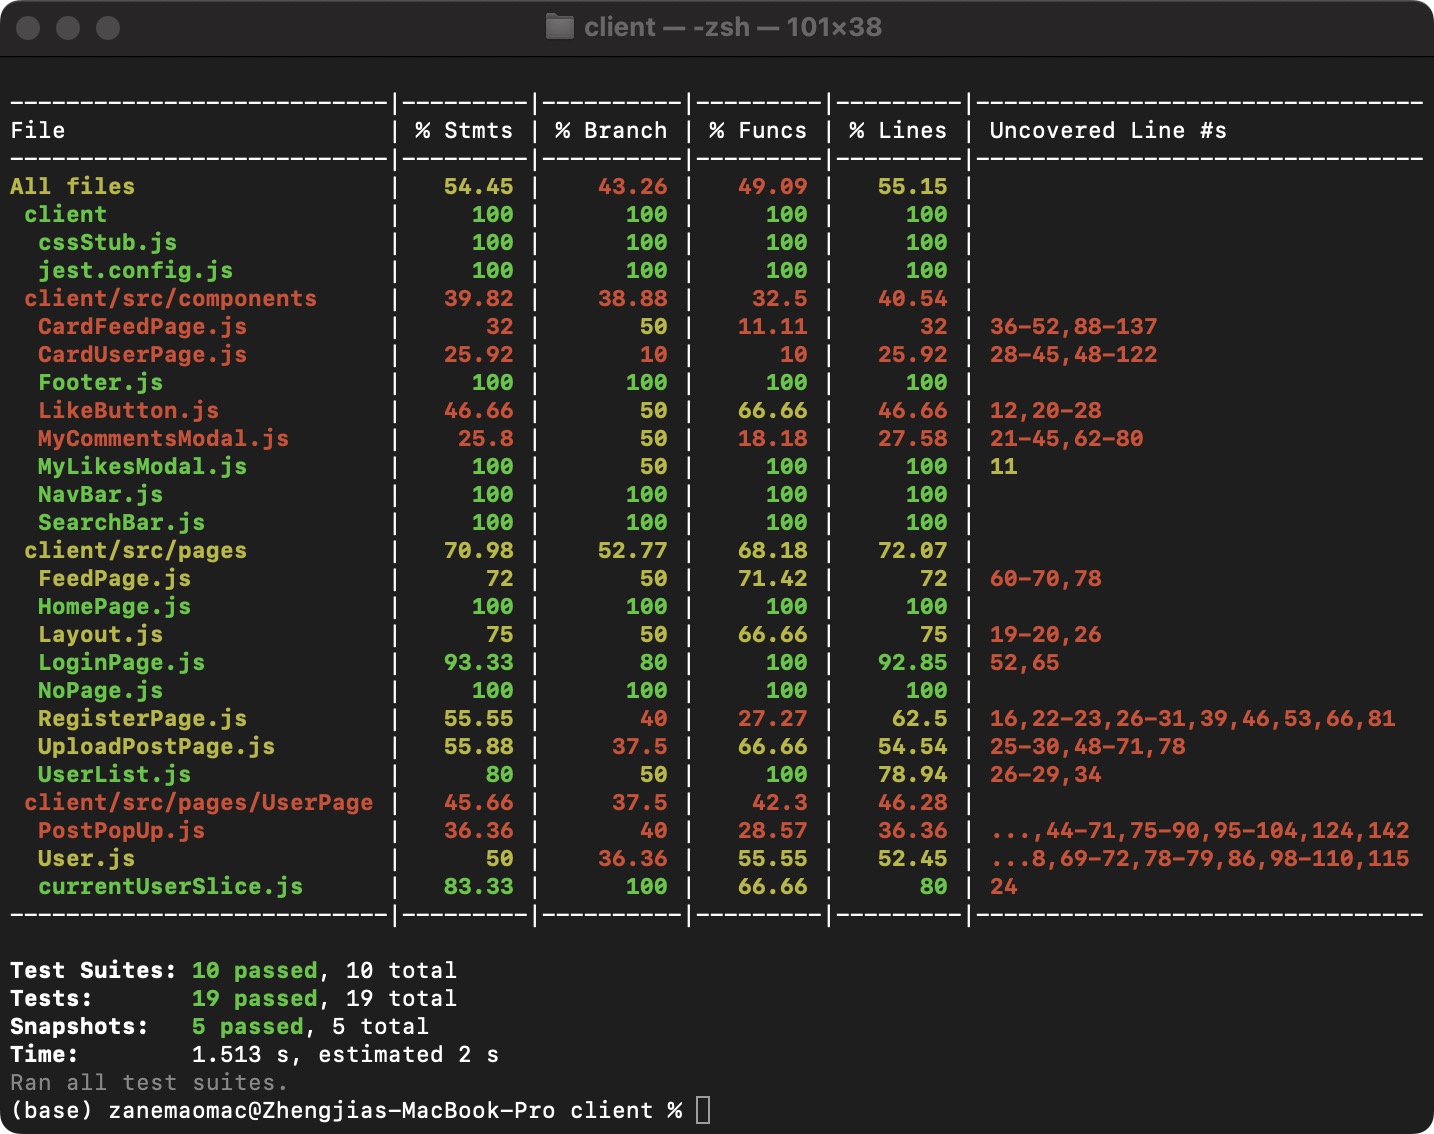 client — -zsh — 101×38
----------------------------|---------|----------|---------|---------|--------------------------------
File                        | % Stmts | % Branch | % Funcs | % Lines | Uncovered Line #s
----------------------------|---------|----------|---------|---------|--------------------------------
All files                   |   54.45 |    43.26 |   49.09 |   55.15 |
 client                     |     100 |      100 |     100 |     100 |
  cssStub.js                |     100 |      100 |     100 |     100 |
  jest.config.js            |     100 |      100 |     100 |     100 |
 client/src/components      |   39.82 |    38.88 |    32.5 |   40.54 |
  CardFeedPage.js           |      32 |       50 |   11.11 |      32 | 36-52,88-137
  CardUserPage.js           |   25.92 |       10 |      10 |   25.92 | 28-45,48-122
  Footer.js                 |     100 |      100 |     100 |     100 |
  LikeButton.js             |   46.66 |       50 |   66.66 |   46.66 | 12,20-28
  MyCommentsModal.js        |    25.8 |       50 |   18.18 |   27.58 | 21-45,62-80
  MyLikesModal.js           |     100 |       50 |     100 |     100 | 11
  NavBar.js                 |     100 |      100 |     100 |     100 |
  SearchBar.js              |     100 |      100 |     100 |     100 |
 client/src/pages           |   70.98 |    52.77 |   68.18 |   72.07 |
  FeedPage.js               |      72 |       50 |   71.42 |      72 | 60-70,78
  HomePage.js               |     100 |      100 |     100 |     100 |
  Layout.js                 |      75 |       50 |   66.66 |      75 | 19-20,26
  LoginPage.js              |   93.33 |       80 |     100 |   92.85 | 52,65
  NoPage.js                 |     100 |      100 |     100 |     100 |
  RegisterPage.js           |   55.55 |       40 |   27.27 |    62.5 | 16,22-23,26-31,39,46,53,66,81
  UploadPostPage.js         |   55.88 |     37.5 |   66.66 |   54.54 | 25-30,48-71,78
  UserList.js               |      80 |       50 |     100 |   78.94 | 26-29,34
 client/src/pages/UserPage  |   45.66 |     37.5 |    42.3 |   46.28 |
  PostPopUp.js              |   36.36 |       40 |   28.57 |   36.36 | ...,44-71,75-90,95-104,124,142
  User.js                   |      50 |    36.36 |   55.55 |   52.45 | ...8,69-72,78-79,86,98-110,115
  currentUserSlice.js       |   83.33 |      100 |   66.66 |      80 | 24
----------------------------|---------|----------|---------|---------|--------------------------------
Test Suites: 10 passed, 10 total
Tests:       19 passed, 19 total
Snapshots:   5 passed, 5 total
Time:        1.513 s, estimated 2 s
Ran all test suites.
(base) zanemaomac@Zhengjias-MacBook-Pro client %